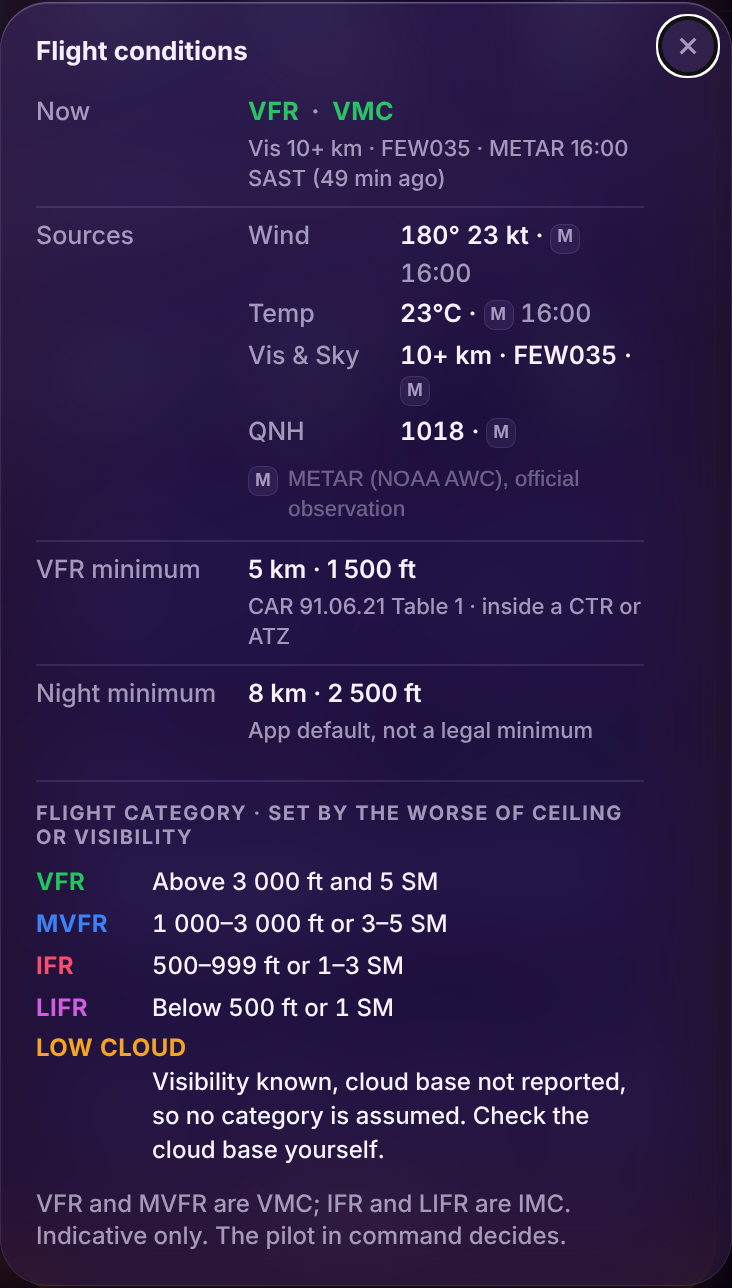 Flight conditions
Now
VFR · VMC
Vis 10+ km · FEW035 · METAR 16:00
SAST (49 min ago)
Sources
Wind
180° 23 kt · M
16:00
Temp
23°C · M 16:00
Vis & Sky
10+ km · FEW035 ·
M
QNH
1018 · M
M METAR (NOAA AWC), official
observation
VFR minimum
5 km · 1 500 ft
CAR 91.06.21 Table 1 · inside a CTR or
ATZ
Night minimum
8 km · 2 500 ft
App default, not a legal minimum
FLIGHT CATEGORY · SET BY THE WORSE OF CEILING
OR VISIBILITY
VFR
Above 3 000 ft and 5 SM
MVFR
1 000–3 000 ft or 3–5 SM
IFR
500–999 ft or 1–3 SM
LIFR
Below 500 ft or 1 SM
LOW CLOUD
Visibility known, cloud base not reported,
so no category is assumed. Check the
cloud base yourself.
VFR and MVFR are VMC; IFR and LIFR are IMC.
Indicative only. The pilot in command decides.